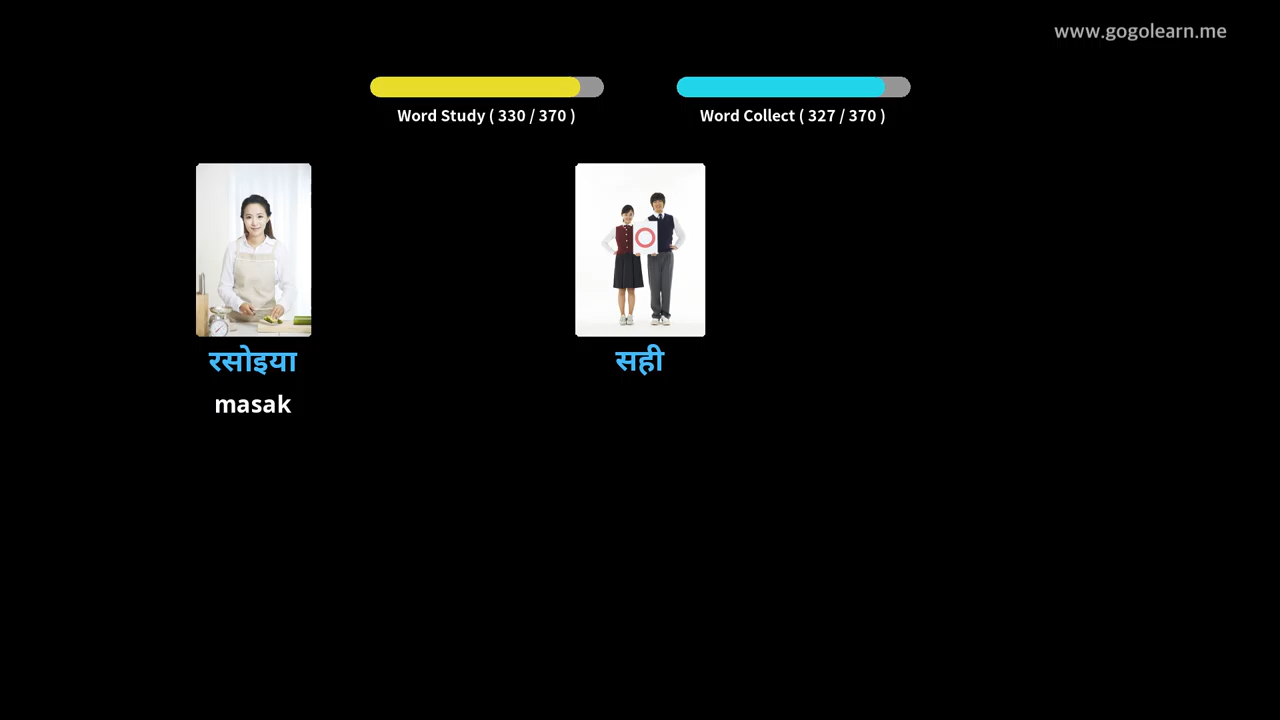 www.gogolearn.me
Word Study ( 330 / 370 )
Word Collect ( 327 / 370 )
रसोइया
सही
masak